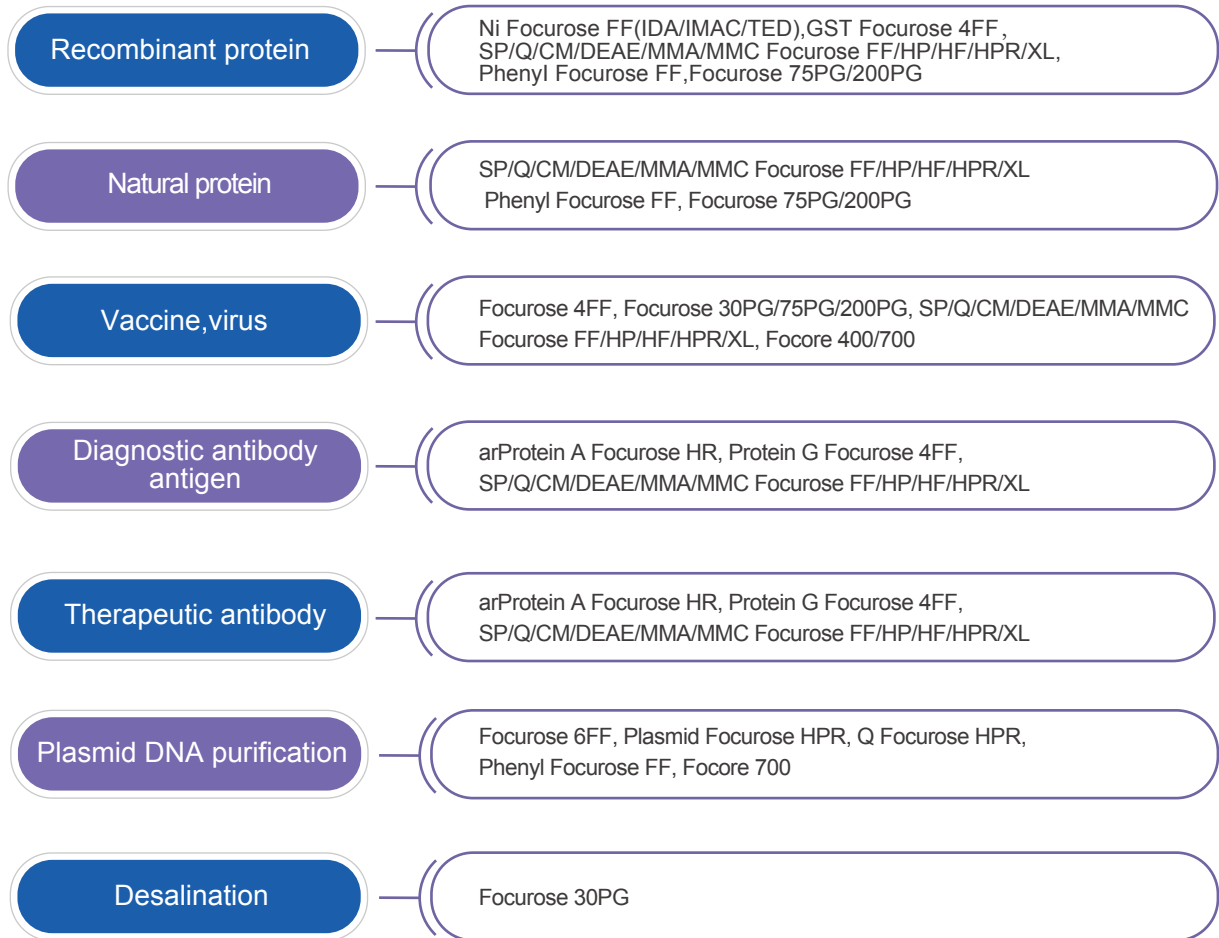 Recombinant protein
Ni Focurose FF(IDA/IMAC/TED),GST Focurose 4FF,
SP/Q/CM/DEAE/MMA/MMC Focurose FF/HP/HF/HPR/XL,
Phenyl Focurose FF,Focurose 75PG/200PG
Natural protein
SP/Q/CM/DEAE/MMA/MMC Focurose FF/HP/HF/HPR/XL
Phenyl Focurose FF, Focurose 75PG/200PG
Vaccine,virus
Focurose 4FF, Focurose 30PG/75PG/200PG, SP/Q/CM/DEAE/MMA/MMC
Focurose FF/HP/HF/HPR/XL, Focore 400/700
Diagnostic antibody
antigen
arProtein A Focurose HR, Protein G Focurose 4FF,
SP/Q/CM/DEAE/MMA/MMC Focurose FF/HP/HF/HPR/XL
Therapeutic antibody
arProtein A Focurose HR, Protein G Focurose 4FF,
SP/Q/CM/DEAE/MMA/MMC Focurose FF/HP/HF/HPR/XL
Plasmid DNA purification
Focurose 6FF, Plasmid Focurose HPR, Q Focurose HPR,
Phenyl Focurose FF, Focore 700
Desalination
Focurose 30PG